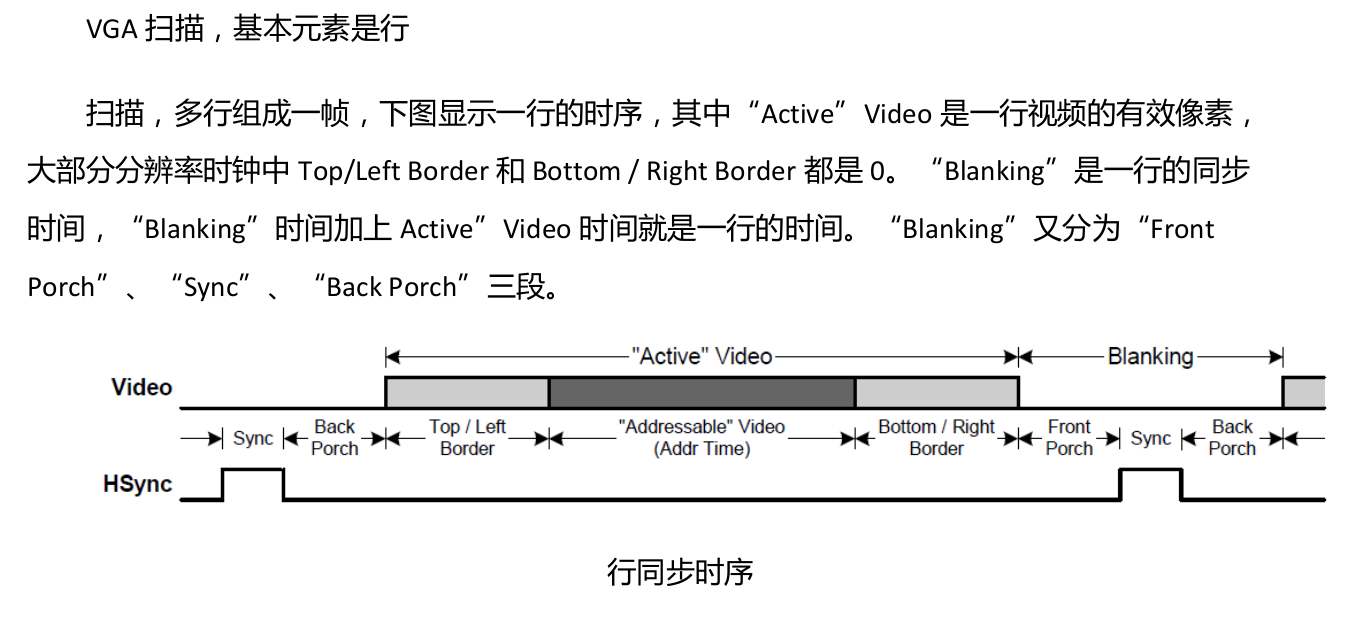 VGA 扫描，基本元素是行
扫描，多行组成一帧，下图显示一行的时序，其中“Active”Video 是一行视频的有效像素，
大部分分辨率时钟中 Top/Left Border 和 Bottom / Right Border 都是 0。“Blanking”是一行的同步
时间，“Blanking”时间加上 Active”Video 时间就是一行的时间。“Blanking”又分为“Front
Porch”、“Sync”、“Back Porch”三段。
"Active" Video
Blanking
Video
Sync
Back
Porch
Top / Left
Border
"Addressable" Video
(Addr Time)
Bottom / Right
Border
Front
Porch
Sync
Back
Porch
HSync
行同步时序